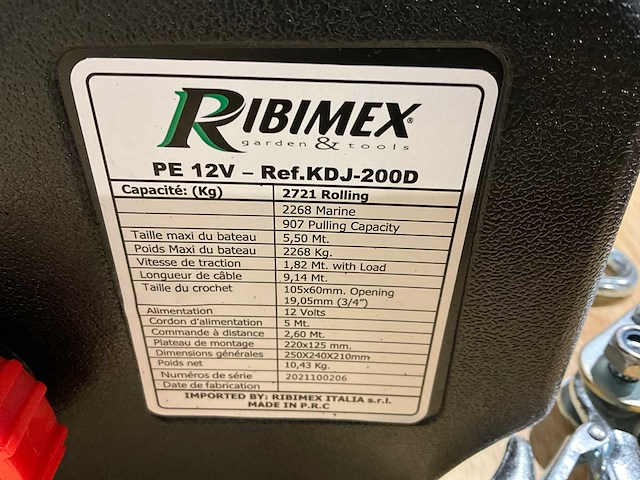 RIBIMEX®
garden & tools
PE 12V – Ref.KDJ-200D
Capacité: (Kg) 2721 Rolling
2268 Marine
907 Pulling Capacity
Taille maxi du bateau 5,50 Mt.
Poids Maxi du bateau 2268 Kg.
Vitesse de traction 1,82 Mt. with Load
Longueur de câble 9,14 Mt.
Taille du crochet 105x60mm. Opening
19,05mm (3/4")
Alimentation 12 Volts
Cordon d'alimentation 5 Mt.
Commande à distance 2,60 Mt.
Plateau de montage 220x125 mm.
Dimensions générales 250X240X210mm
Poids net 10,43 Kg.
Numéros de série 2021100206
Date de fabrication
IMPORTED BY: RIBIMEX ITALIA s.r.l.
MADE IN P.R.C